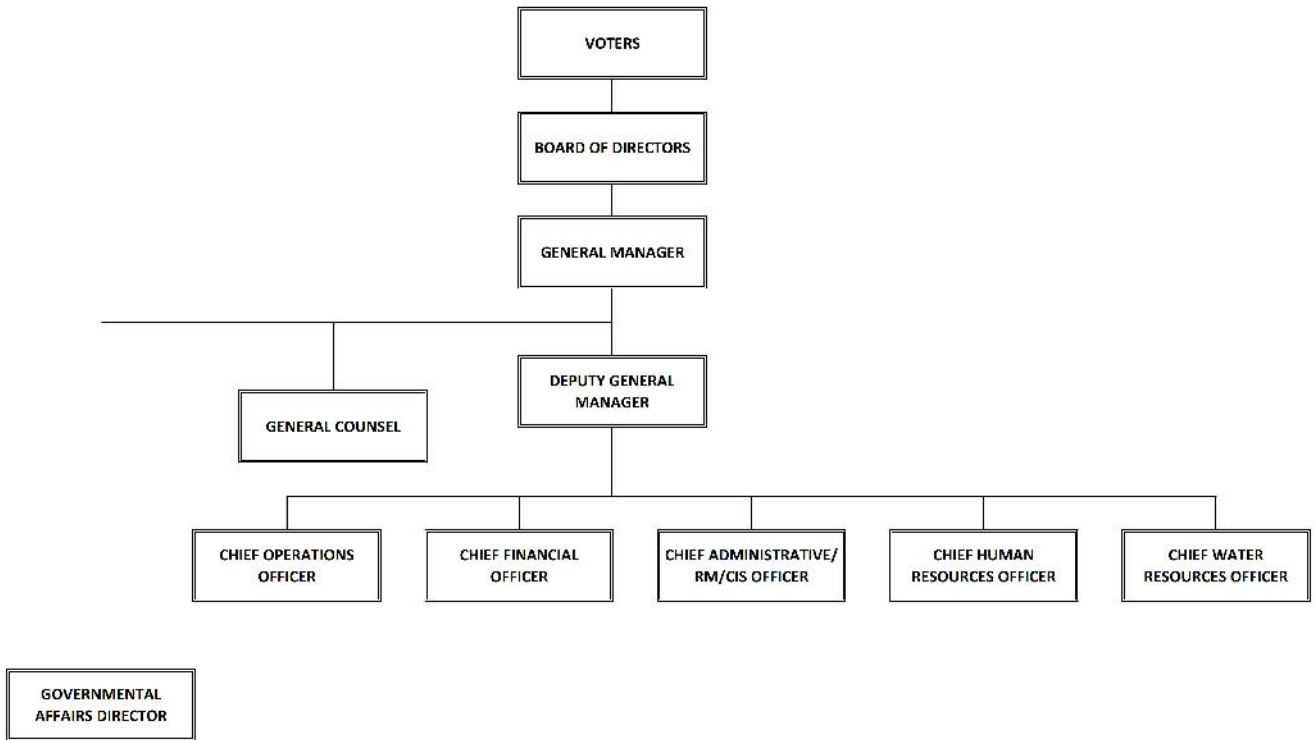 VOTERS
BOARD OF DIRECTORS
GENERAL MANAGER
DEPUTY GENERAL
MANAGER
GENERAL COUNSEL
CHIEF OPERATIONS
OFFICER
CHIEF FINANCIAL
OFFICER
CHIEF ADMINISTRATIVE/
RM/CIS OFFICER
CHIEF HUMAN
RESOURCES OFFICER
CHIEF WATER
RESOURCES OFFICER
GOVERNMENTAL
AFFAIRS DIRECTOR